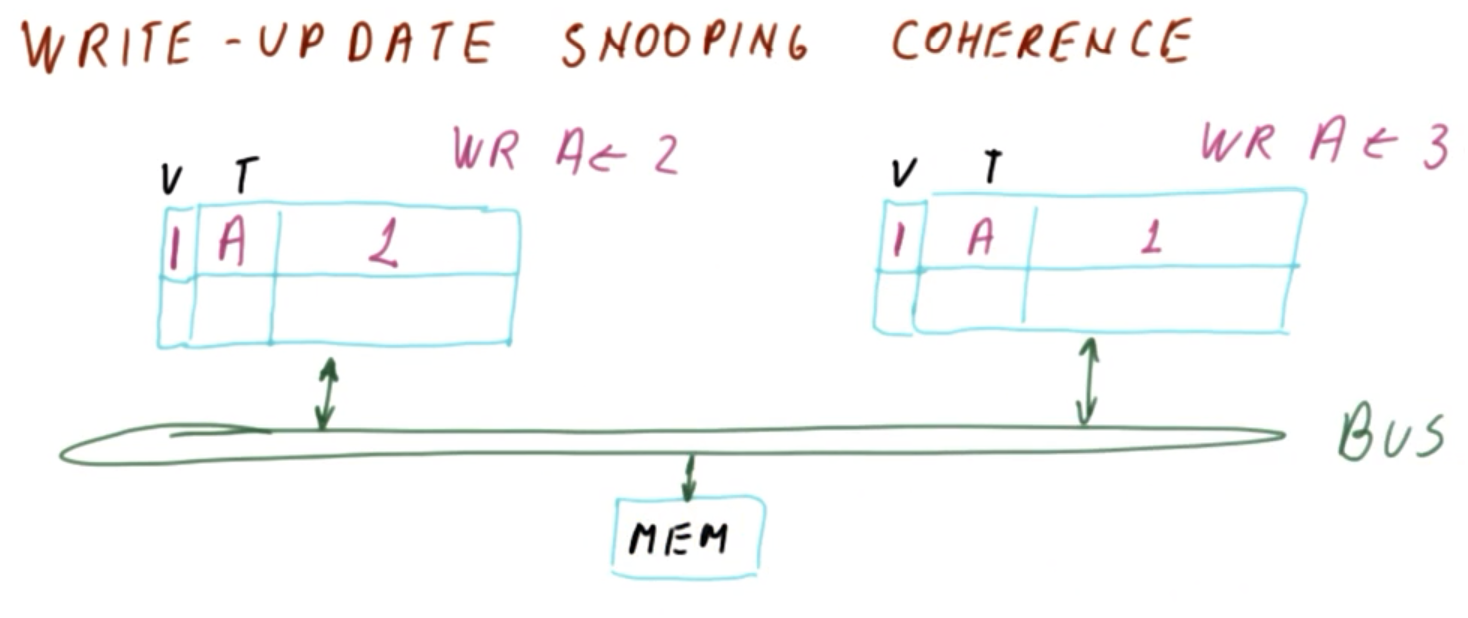 WRITE-UPDATE SNOOPING COHERENCE
WR A← 2
WR A ← 3
V T
V T
1 A 1
1 A 1
BUS
MEM